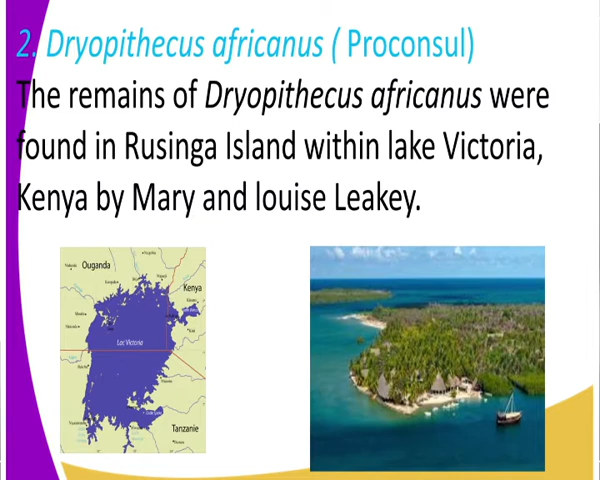 2. Dryopithecus africanus ( Proconsul)
The remains of Dryopithecus africanus were
found in Rusinga Island within lake Victoria,
Kenya by Mary and louise Leakey.
Ouganda
Kenya
Lac Victoria
Tanzanie